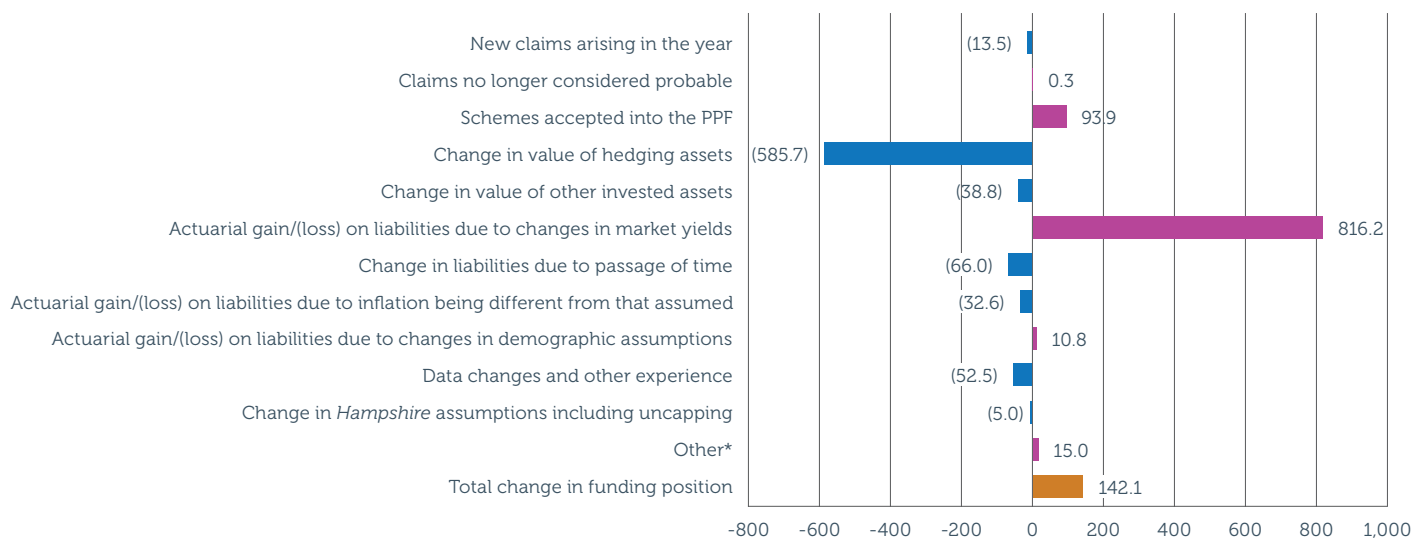 New claims arising in the year (13.5)
Claims no longer considered probable 0.3
Schemes accepted into the PPF 93.9
Change in value of hedging assets (585.7)
Change in value of other invested assets (38.8)
Actuarial gain/(loss) on liabilities due to changes in market yields 816.2
Change in liabilities due to passage of time (66.0)
Actuarial gain/(loss) on liabilities due to inflation being different from that assumed (32.6)
Actuarial gain/(loss) on liabilities due to changes in demographic assumptions 10.8
Data changes and other experience (52.5)
Change in Hampshire assumptions including uncapping (5.0)
Other* 15.0
Total change in funding position 142.1
-800 -600 -400 -200 0 200 400 600 800 1,000